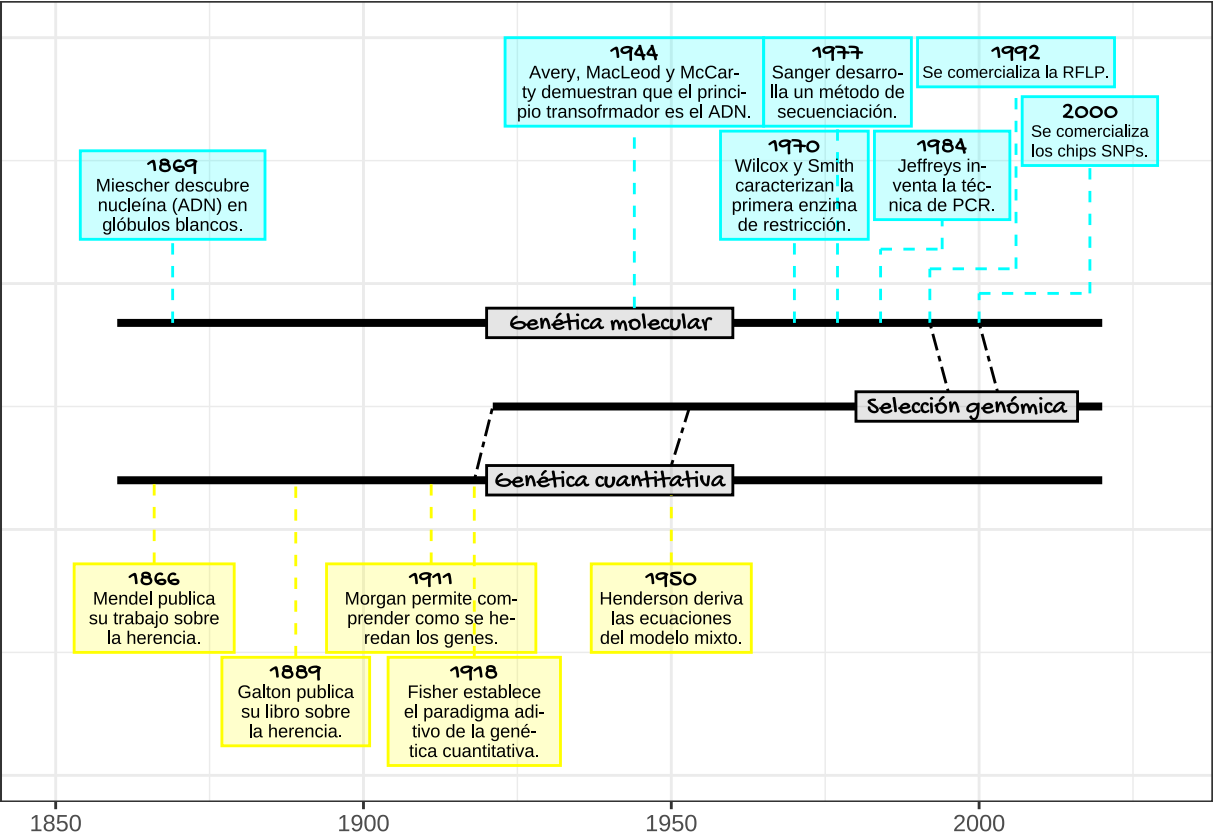 1944
Avery, MacLeod y McCar-
ty demuestran que el princi-
pio transofrmador es el ADN.
1977
Sanger desarro-
lla un método de
secuenciación.
1992
Se comercializa la RFLP.
2000
Se comercializa
los chips SNPs.
1869
Miescher descubre
nucleína (ADN) en
glóbulos blancos.
1970
Wilcox y Smith
caracterizan la
primera enzima
de restricción.
1984
Jeffreys in-
venta la téc-
nica de PCR.
Genética molecular
Selección genómica
Genética cuantitativa
1866
Mendel publica
su trabajo sobre
la herencia.
1889
Galton publica
su libro sobre
la herencia.
1911
Morgan permite com-
prender como se he-
redan los genes.
1918
Fisher establece
el paradigma adi-
tivo de la gené-
tica cuantitativa.
1950
Henderson deriva
las ecuaciones
del modelo mixto.
1850
1900
1950
2000